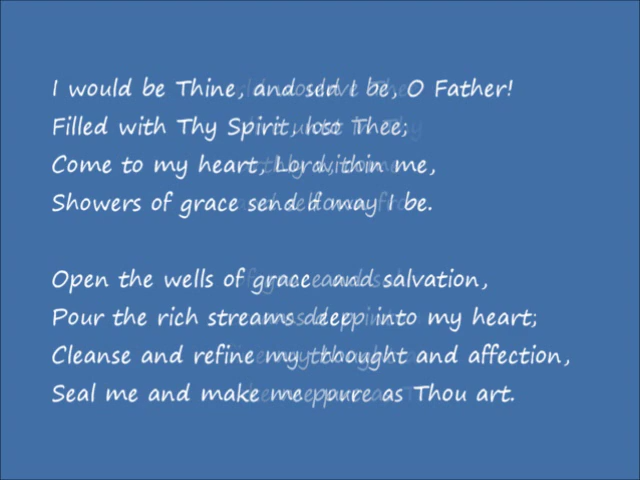 I would be Thine, and I be, O Father!
Filled with Thy Spirit, Thee;
Come to my heart, me,
Showers of grace send may I be.
Open the wells of grace and salvation,
Pour the rich streams deep into my heart;
Cleanse and refine my thought and affection,
Seal me and make me pure as Thou art.